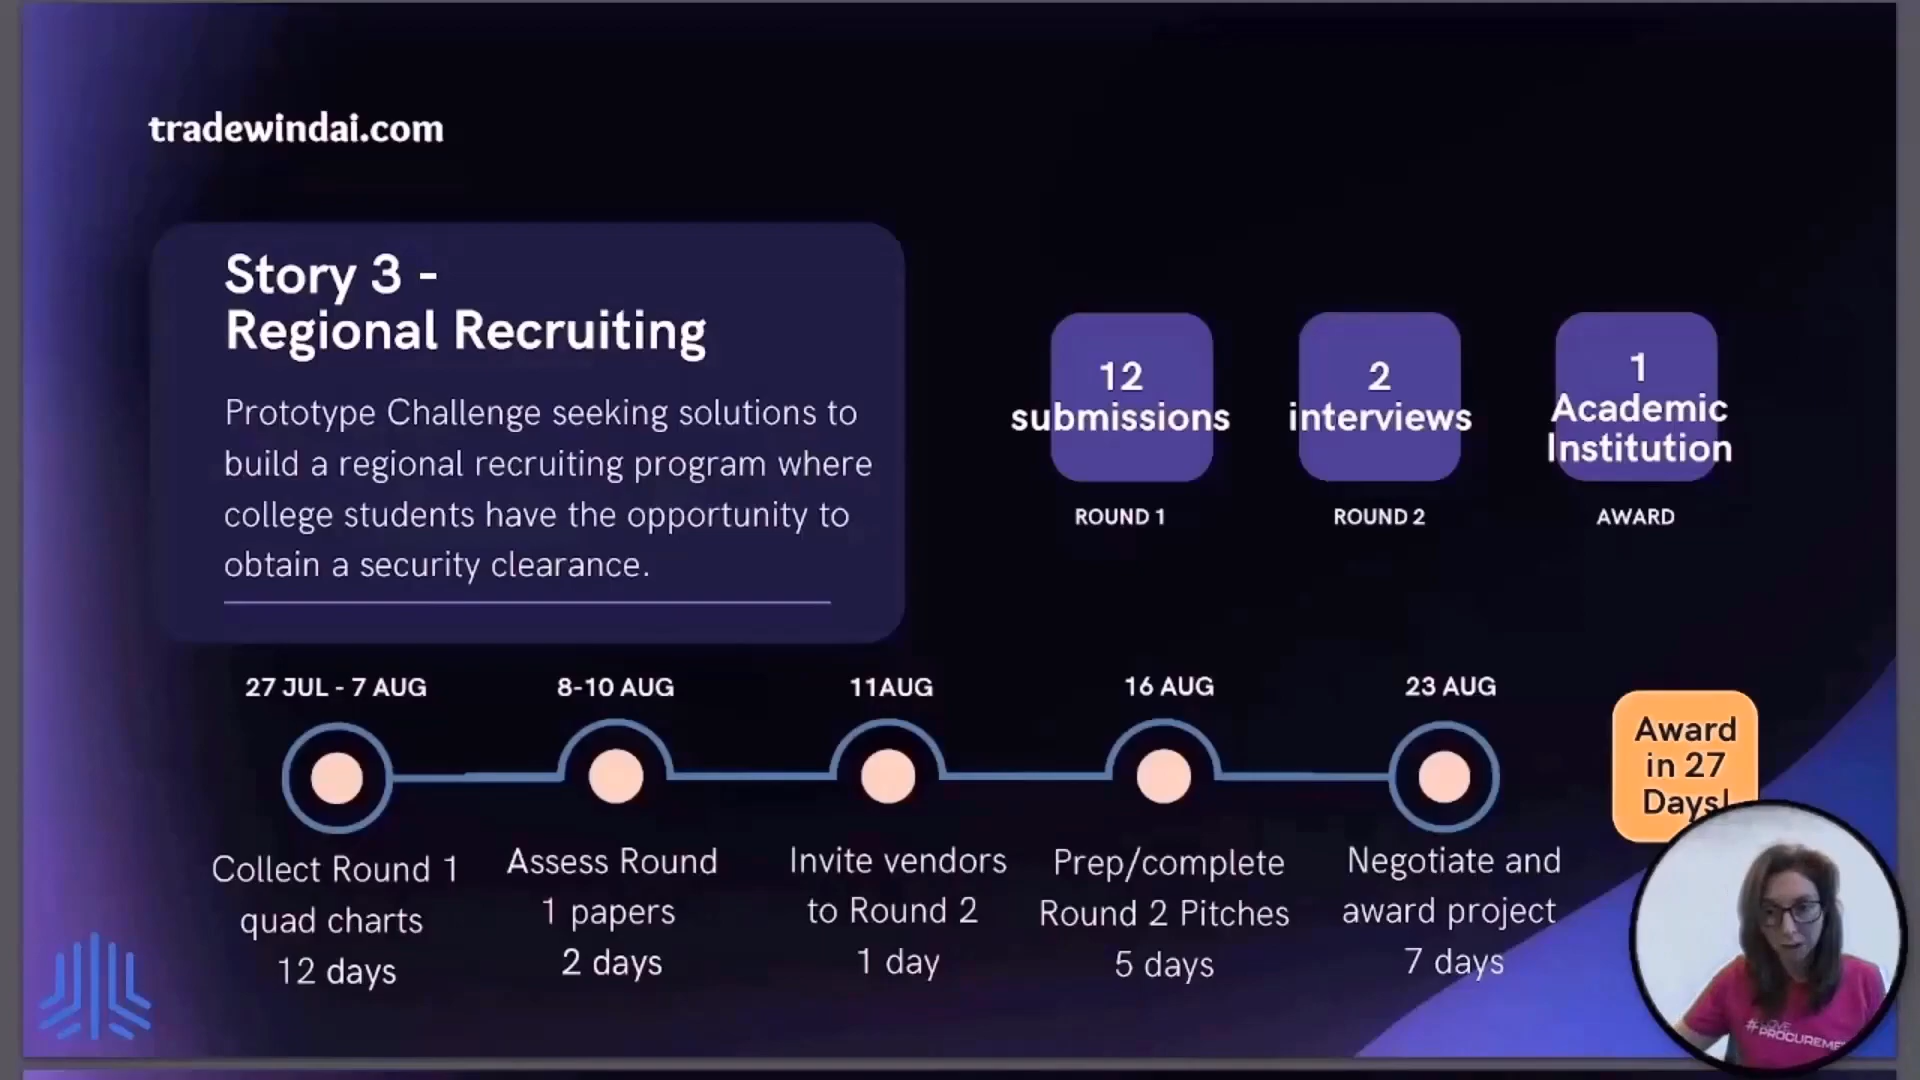 tradewindai.com
Story 3 -
Regional Recruiting
Prototype Challenge seeking solutions to
build a regional recruiting program where
college students have the opportunity to
obtain a security clearance.
12
submissions
ROUND 1
2
interviews
ROUND 2
1
Academic
Institution
AWARD
27 JUL - 7 AUG
Collect Round 1
quad charts
12 days
8-10 AUG
Assess Round
1 papers
2 days
11AUG
Invite vendors
to Round 2
1 day
16 AUG
Prep/complete
Round 2 Pitches
5 days
23 AUG
Negotiate and
award project
7 days
Award
in 27
Days!
#LOVE
PROCUREME